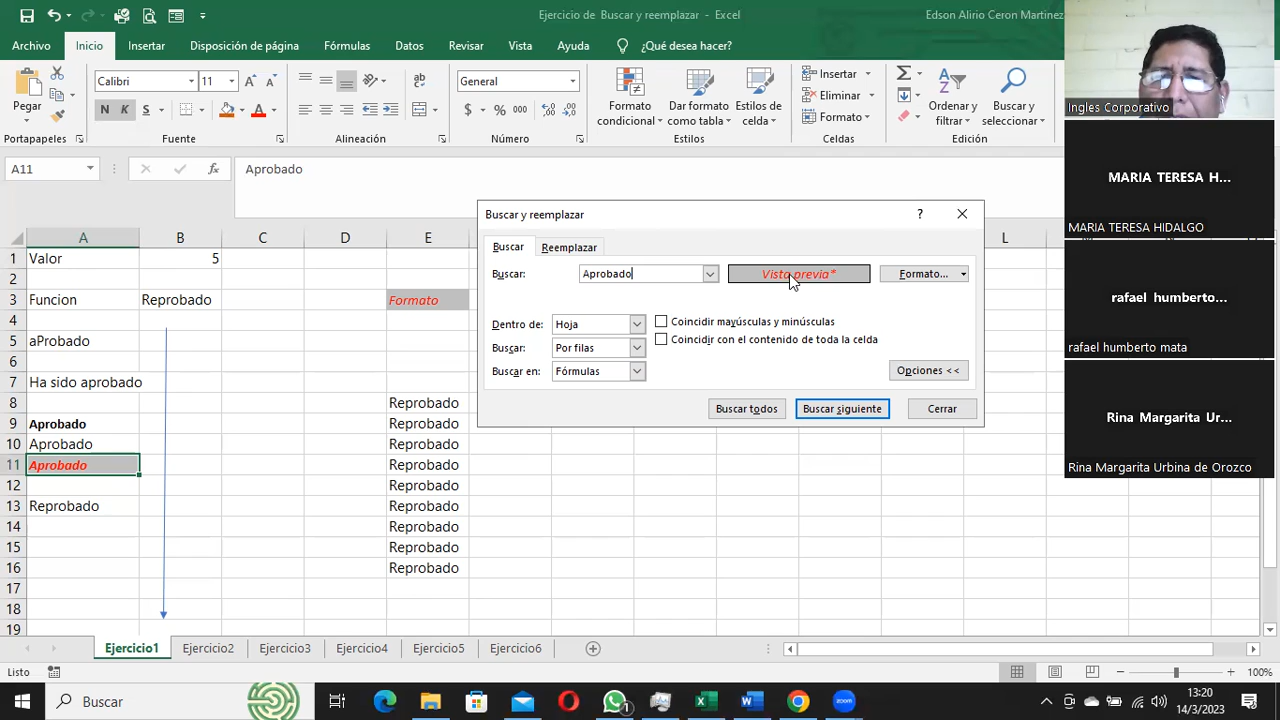 Ejercicio de Buscar y reemplazar - Excel
Edson Alirio Ceron Martinez
Archivo Inicio Insertar Disposición de página Fórmulas Datos Revisar Vista Ayuda ¿Qué desea hacer?
Pegar
Calibri 11
N K S
General
$ % 000
Formato condicional
Dar formato como tabla
Estilos de celda
Insertar
Eliminar
Formato
Ordenar y filtrar
Buscar y seleccionar
Portapapeles Fuente Alineación Número Estilos Celdas Edición
A11
fx
Aprobado
A B C D E L
1 Valor 5
3 Funcion Reprobado Formato
4
5 aProbado
6
7 Ha sido aprobado
8 Reprobado
9 Aprobado Reprobado
10 Aprobado Reprobado
11 Aprobado Reprobado
12 Reprobado
13 Reprobado Reprobado
14 Reprobado
15 Reprobado
16 Reprobado
17
18
19
Buscar y reemplazar
?
Buscar Reemplazar
Buscar: Aprobado Vista previa* Formato...
Dentro de: Hoja
Coincidir mayúsculas y minúsculas
Buscar: Por filas
Coincidir con el contenido de toda la celda
Buscar en: Fórmulas
Opciones <<
Buscar todos Buscar siguiente Cerrar
Ingles Corporativo
MARIA TERESA H...
MARIA TERESA HIDALGO
rafael humberto...
rafael humberto mata
Rina Margarita Ur...
Rina Margarita Urbina de Orozco
Ejercicio1 Ejercicio2 Ejercicio3 Ejercicio4 Ejercicio5 Ejercicio6
Listo
100%
Buscar
1
13:20
14/3/2023